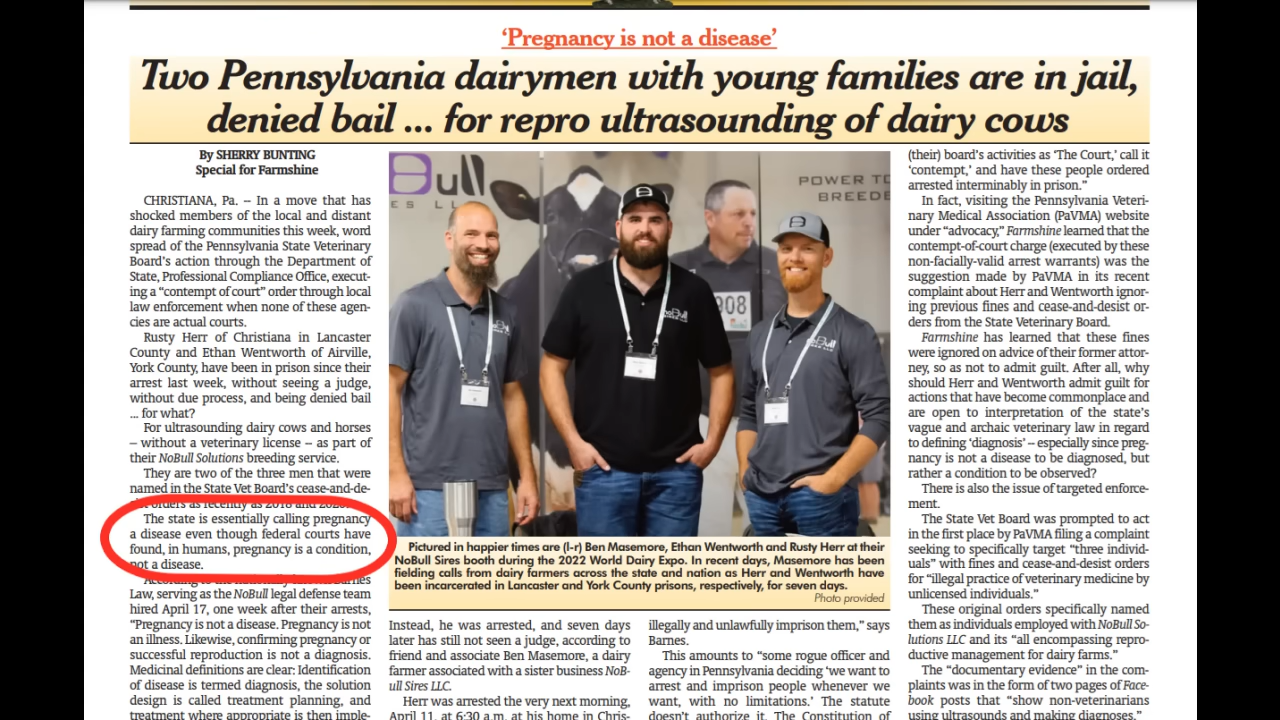 ‘Pregnancy is not a disease’
Two Pennsylvania dairymen with young families are in jail,
denied bail ... for repro ultrasounding of dairy cows
By SHERRY BUNTING
Special for Farmshine
CHRISTIANA, Pa. -- In a move that has
shocked members of the local and distant
dairy farming communities this week, word
spread of the Pennsylvania State Veterinary
Board’s action through the Department of
State, Professional Compliance Office, execut-
ing a “contempt of court” order through local
law enforcement when none of these agen-
cies are actual courts.
Rusty Herr of Christiana in Lancaster
County and Ethan Wentworth of Airville,
York County, have been in prison since their
arrest last week, without seeing a judge,
without due process, and being denied bail
... for what?
For ultrasounding dairy cows and horses
– without a veterinary license – as part of
their NoBull Solutions breeding service.
They are two of the three men that were
named in the State Vet Board’s cease-and-de-
orders as recently as 2018 and
The state is essentially calling pregnancy
a disease even though federal courts have
found, in humans, pregnancy is a condition,
not a disease.
According to the
Law, serving as the NoBull legal defense team
hired April 17, one week after their arrests,
“Pregnancy is not a disease. Pregnancy is not
an illness. Likewise, confirming pregnancy or
successful reproduction is not a diagnosis.
Medicinal definitions are clear: Identification
of disease is termed diagnosis, the solution
design is called treatment planning, and
treatment where appropriate is then imple-
Bull
ES LL
POWER TO
BREEDE
908
Pictured in happier times are (l-r) Ben Masemore, Ethan Wentworth and Rusty Herr at their
NoBull Sires booth during the 2022 World Dairy Expo. In recent days, Masemore has been
fielding calls from dairy farmers across the state and nation as Herr and Wentworth have
been incarcerated in Lancaster and York County prisons, respectively, for seven days.
Photo provided
Instead, he was arrested, and seven days
later has still not seen a judge, according to
friend and associate Ben Masemore, a dairy
farmer associated with a sister business NoB-
ull Sires LLC.
Herr was arrested the very next morning,
April 11, at 6:30 a.m. at his home in Chris-
illegally and unlawfully imprison them,” says
Barnes.
This amounts to “some rogue officer and
agency in Pennsylvania deciding ‘we want to
arrest and imprison people whenever we
want, with no limitations.’ The statute
doesn’t authorize it. The Constitution of
(their) board’s activities as ‘The Court,’ call it
‘contempt,’ and have these people ordered
arrested interminably in prison.”
In fact, visiting the Pennsylvania Veteri-
nary Medical Association (PaVMA) website
under “advocacy,” Farmshine learned that the
contempt-of-court charge (executed by these
non-facially-valid arrest warrants) was the
suggestion made by PaVMA in its recent
complaint about Herr and Wentworth ignor-
ing previous fines and cease-and-desist or-
ders from the State Veterinary Board.
Farmshine has learned that these fines
were ignored on advice of their former attor-
ney, so as not to admit guilt. After all, why
should Herr and Wentworth admit guilt for
actions that have become commonplace and
are open to interpretation of the state’s
vague and archaic veterinary law in regard
to defining ‘diagnosis’ -- especially since preg-
nancy is not a disease to be diagnosed, but
rather a condition to be observed?
There is also the issue of targeted enforce-
ment.
The State Vet Board was prompted to act
in the first place by PaVMA filing a complaint
seeking to specifically target “three individ-
uals” with fines and cease-and-desist orders
for “illegal practice of veterinary medicine by
unlicensed individuals.”
These original orders specifically named
them as individuals employed with NoBull So-
lutions LLC and its “all encompassing repro-
ductive management for dairy farms.”
The “documentary evidence” in the com-
plaints was in the form of two pages of Face-
book posts that “show non-veterinarians
using ultrasounds and making diagnoses.”